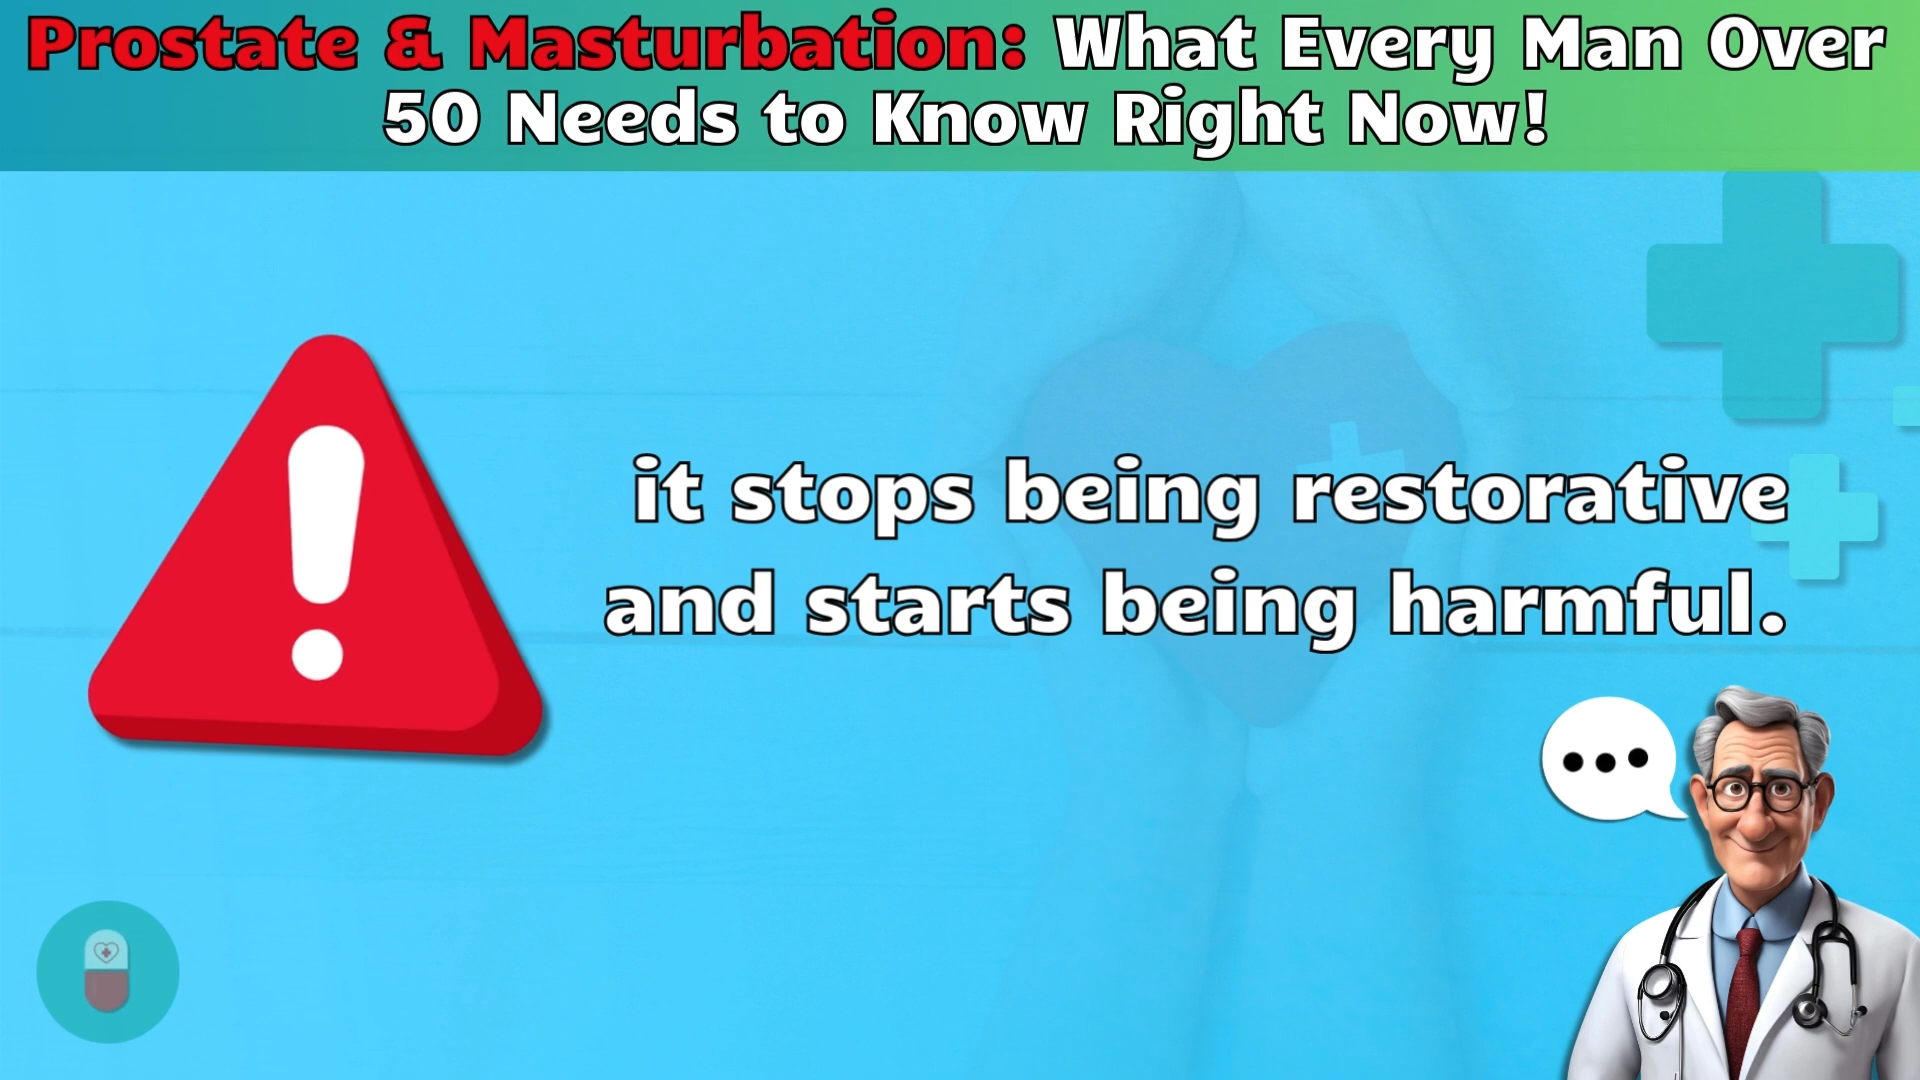 Prostate & Masturbation: What Every Man Over
50 Needs to Know Right Now!
it stops being restorative
and starts being harmful.